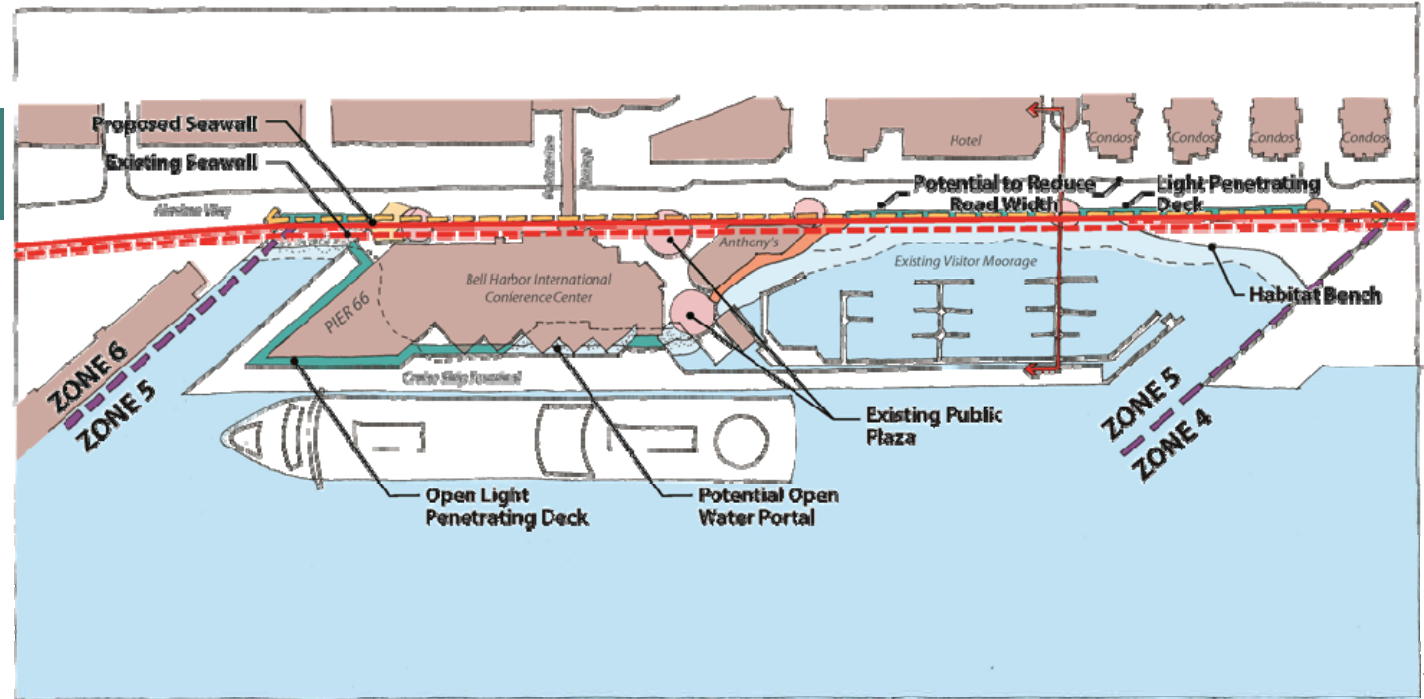 Proposed Seawall
Existing Seawall
Hotel
Condos
Condos
Condos
Condos
Potential to Reduce
Road Width
Light Penetrating
Deck
Alaskan Way
Anthony's
Existing Visitor Moorage
Bell Harbor International
Conference Center
PIER 66
Habitat Bench
Cruise Ship Terminal
ZONE 6
ZONE 5
ZONE 5
ZONE 4
Existing Public
Plaza
Open Light
Penetrating Deck
Potential Open
Water Portal